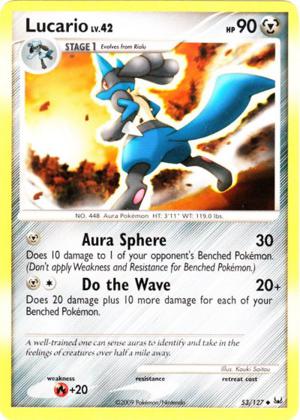 Lucario LV.42 HP 90
STAGE 1 Evolves from Riolu
NO. 448 Aura Pokémon HT: 3'11" WT: 119.0 lbs.
Aura Sphere 30
Does 10 damage to 1 of your opponent's Benched Pokémon.
(Don't apply Weakness and Resistance for Benched Pokémon.)
Do the Wave 20+
Does 20 damage plus 10 more damage for each of your
Benched Pokémon.
A well-trained one can sense auras to identify and take in the
feelings of creatures over half a mile away.
Illus. Kouki Saitou
weakness resistance retreat cost
+20
©2009 Pokémon/Nintendo 53/127